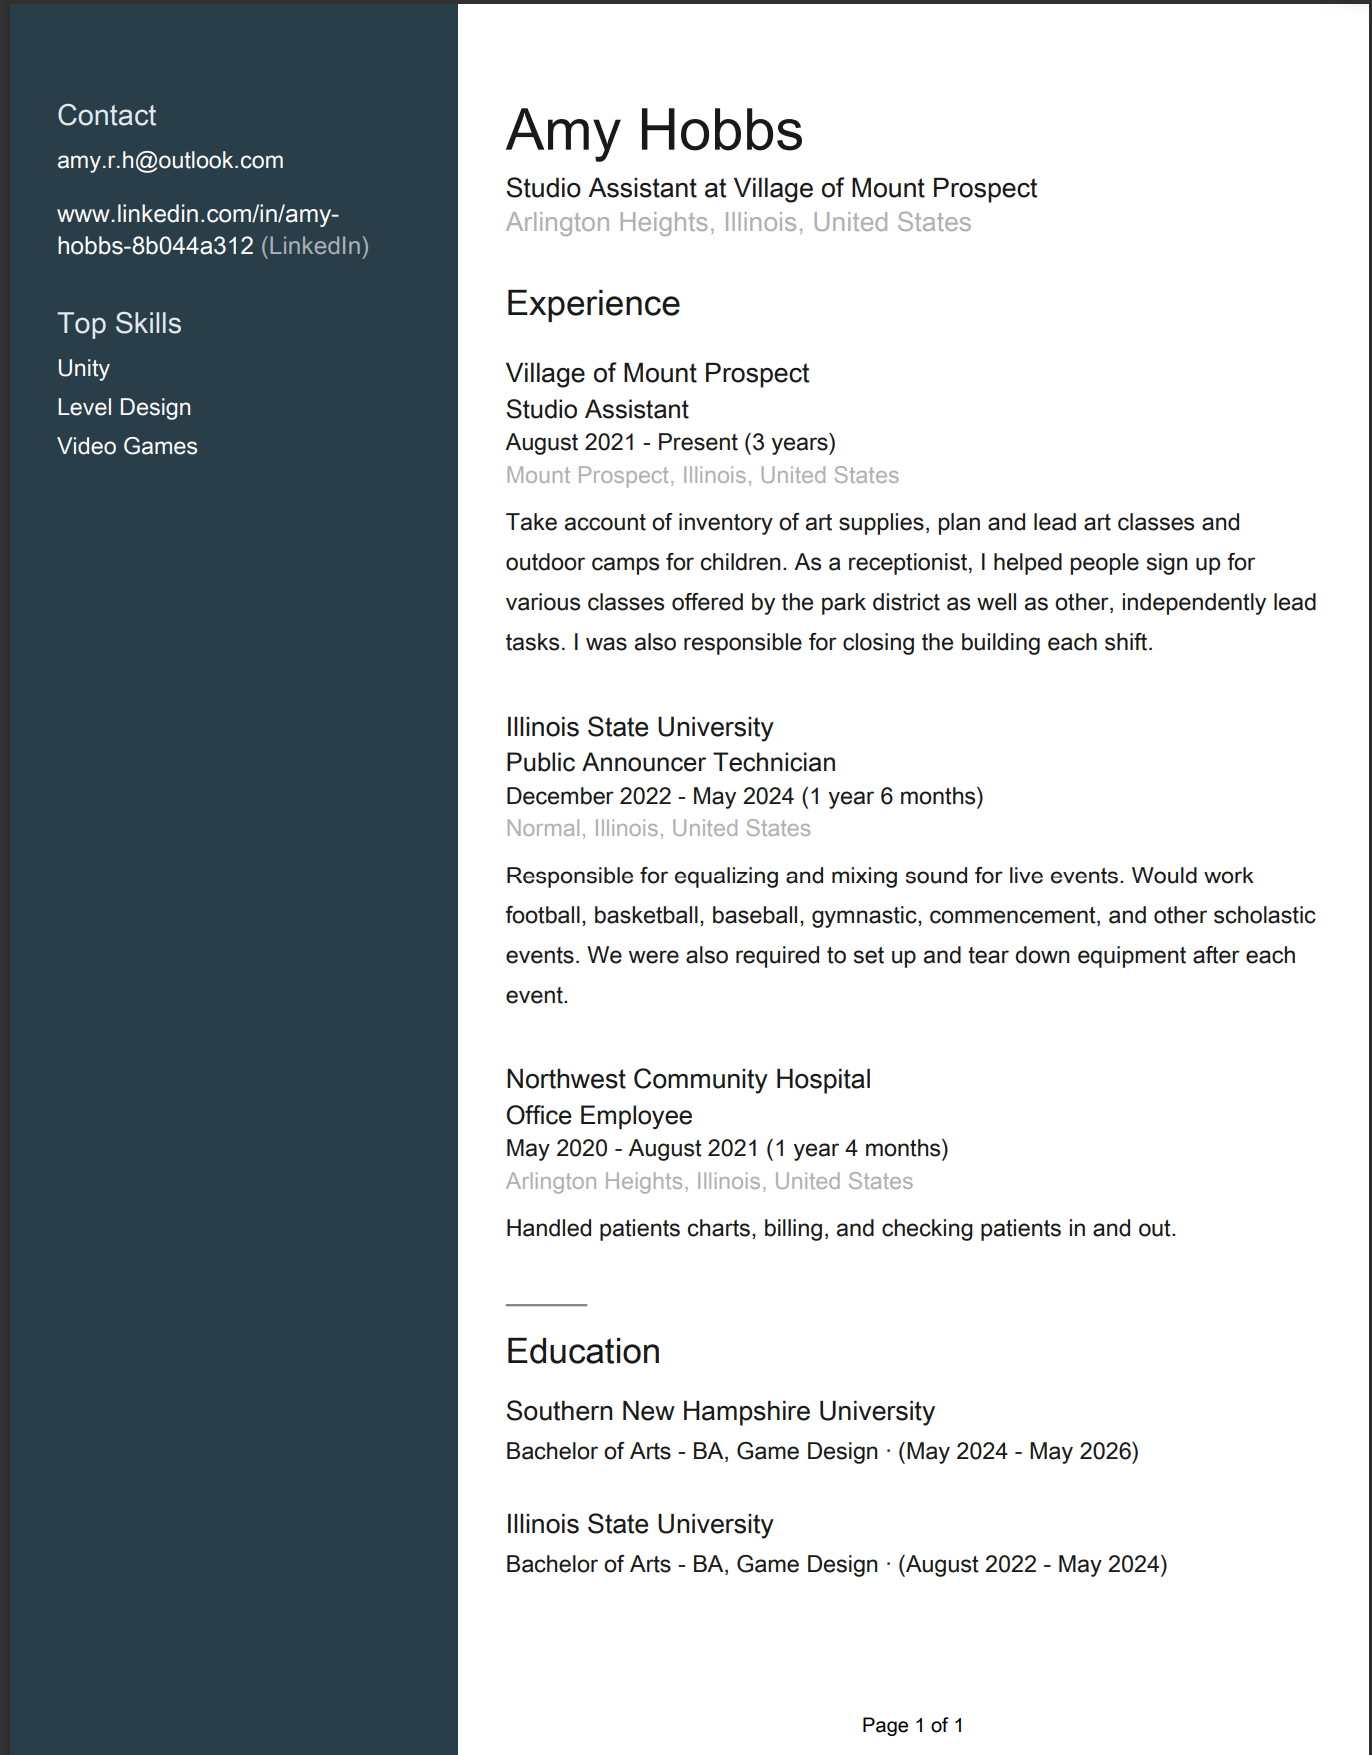 Contact
amy.r.h@outlook.com
www.linkedin.com/in/amy-
hobbs-8b044a312 (LinkedIn)
Top Skills
Unity
Level Design
Video Games
Amy Hobbs
Studio Assistant at Village of Mount Prospect
Arlington Heights, Illinois, United States
Experience
Village of Mount Prospect
Studio Assistant
August 2021 - Present (3 years)
Mount Prospect, Illinois, United States
Take account of inventory of art supplies, plan and lead art classes and
outdoor camps for children. As a receptionist, I helped people sign up for
various classes offered by the park district as well as other, independently lead
tasks. I was also responsible for closing the building each shift.
Illinois State University
Public Announcer Technician
December 2022 - May 2024 (1 year 6 months)
Normal, Illinois, United States
Responsible for equalizing and mixing sound for live events. Would work
football, basketball, baseball, gymnastic, commencement, and other scholastic
events. We were also required to set up and tear down equipment after each
event.
Northwest Community Hospital
Office Employee
May 2020 - August 2021 (1 year 4 months)
Arlington Heights, Illinois, United States
Handled patients charts, billing, and checking patients in and out.
Education
Southern New Hampshire University
Bachelor of Arts - BA, Game Design · (May 2024 - May 2026)
Illinois State University
Bachelor of Arts - BA, Game Design · (August 2022 - May 2024)
Page 1 of 1